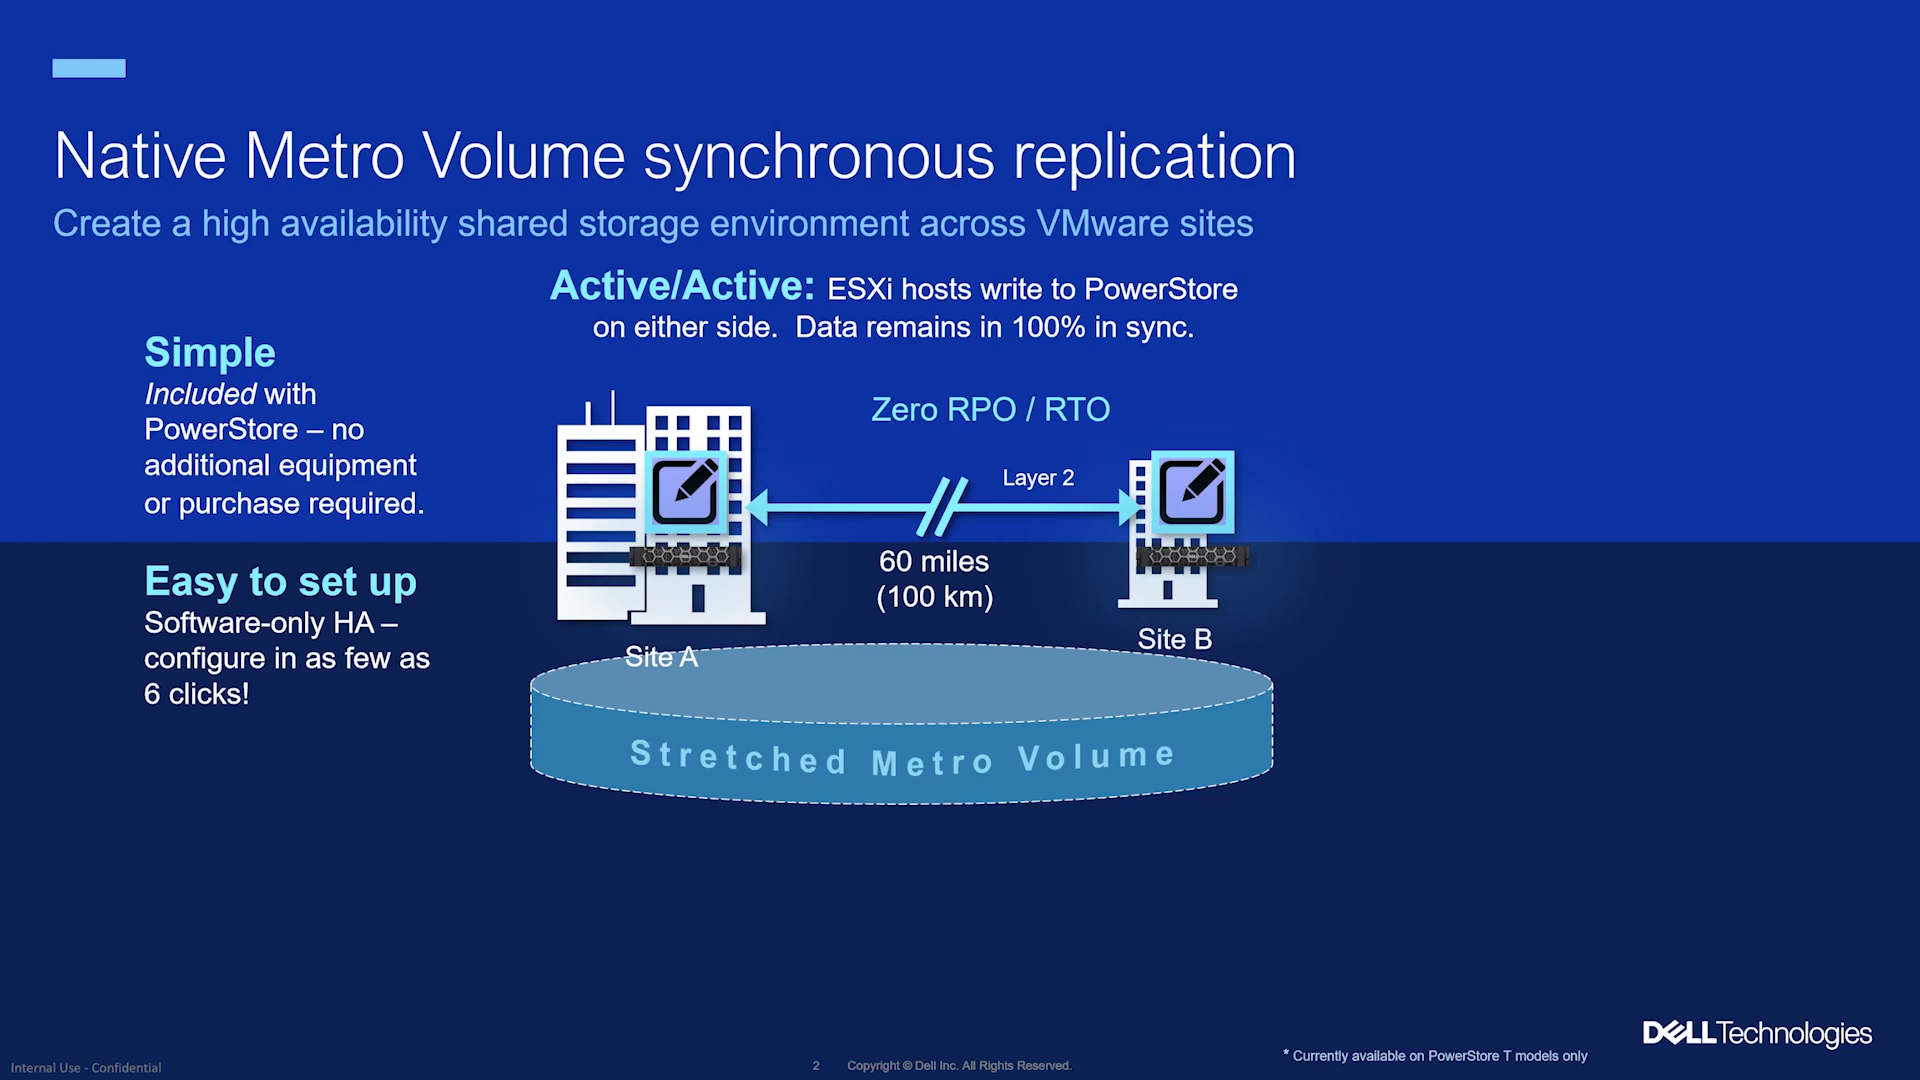 Native Metro Volume synchronous replication
Create a high availability shared storage environment across VMware sites
Active/Active: ESXi hosts write to PowerStore
on either side.  Data remains in 100% in sync.
Simple
Included with
PowerStore – no
additional equipment
or purchase required.
Easy to set up
Software-only HA –
configure in as few as
6 clicks!
Zero RPO / RTO
Layer 2
60 miles
(100 km)
Site A
Site B
Stretched Metro Volume
DELL Technologies
* Currently available on PowerStore T models only
Internal Use - Confidential
2
Copyright © Dell Inc. All Rights Reserved.